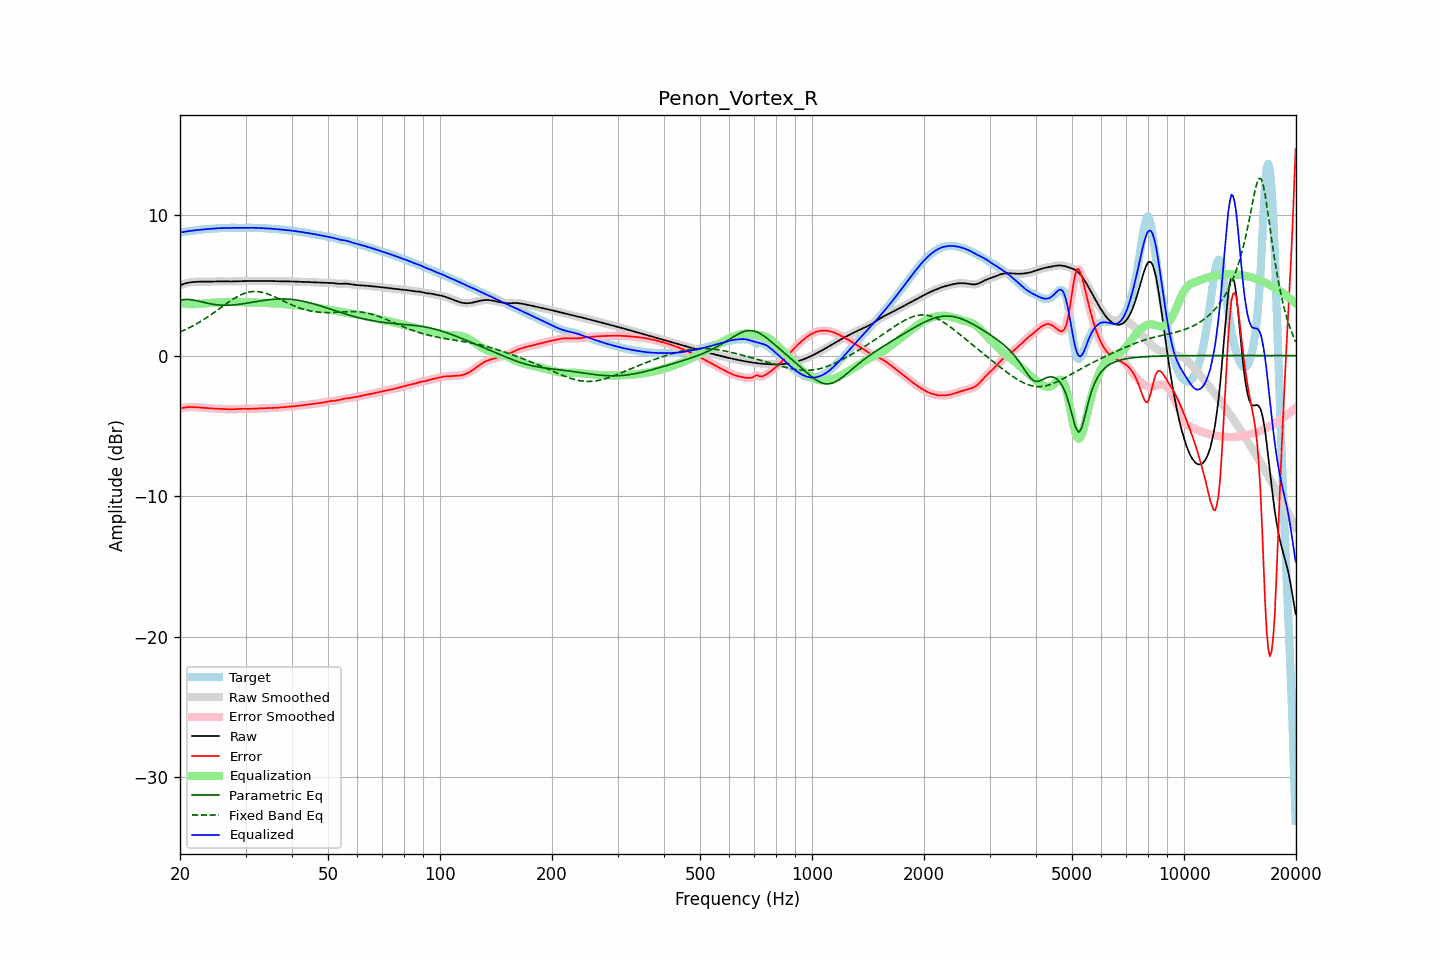 Penon_Vortex_R
Amplitude (dBr)
10
0
−10
−20
−30
Target
Raw Smoothed
Error Smoothed
Raw
Error
Equalization
Parametric Eq
Fixed Band Eq
Equalized
20 50 100 200 500 1000 2000 5000 10000 20000
Frequency (Hz)